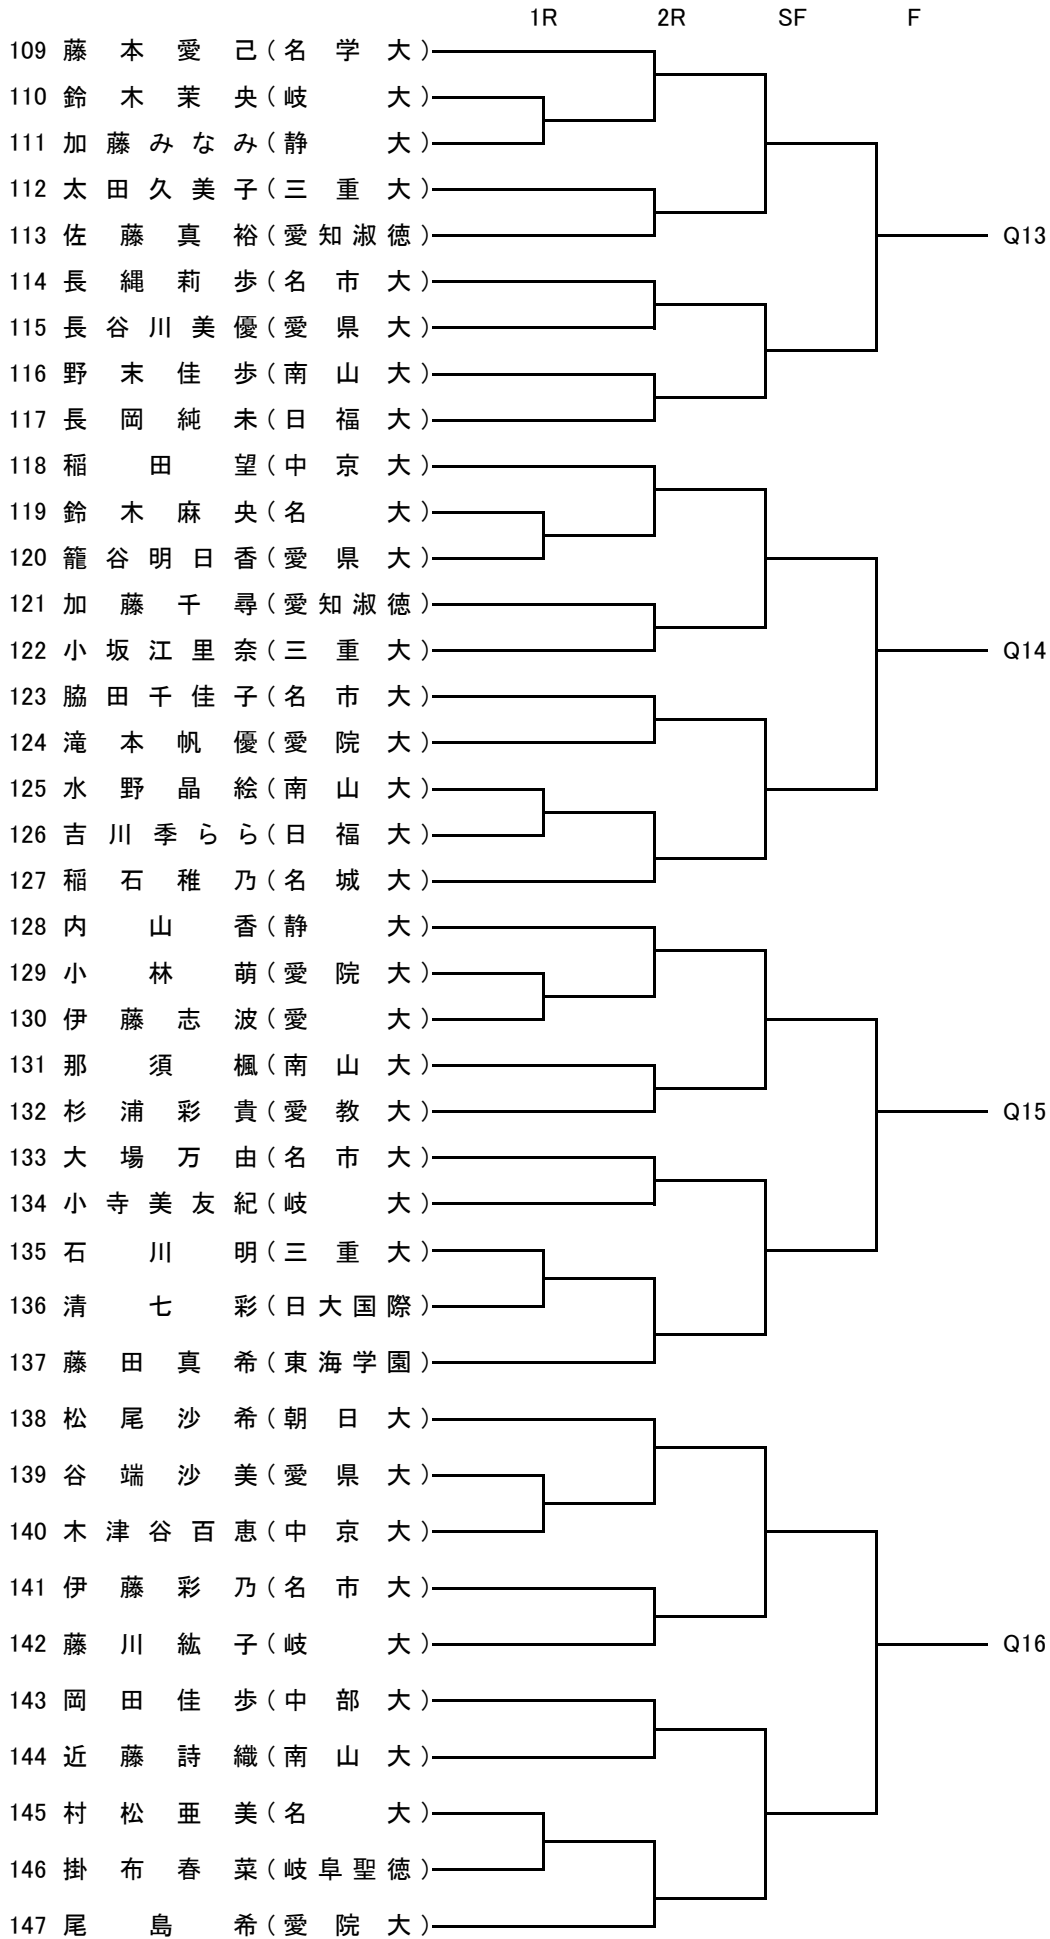 1R 2R SF F
109 藤本愛己(名学大)
110 鈴木茉央(岐大)
111 加藤みなみ(静大)
112 太田久美子(三重大)
113 佐藤真裕(愛知淑徳)
Q13
114 長縄莉歩(名市大)
115 長谷川美優(愛県大)
116 野末佳歩(南山大)
117 長岡純未(日福大)
118 稲田望(中京大)
119 鈴木麻央(名大)
120 籠谷明日香(愛県大)
121 加藤千尋(愛知淑徳)
122 小坂江里奈(三重大)
Q14
123 脇田千佳子(名市大)
124 滝本帆優(愛院大)
125 水野晶絵(南山大)
126 吉川季らら(日福大)
127 稲石稚乃(名城大)
128 内山香(静大)
129 小林萌(愛院大)
130 伊藤志波(愛大)
131 那須楓(南山大)
132 杉浦彩貴(愛教大)
Q15
133 大場万由(名市大)
134 小寺美友紀(岐大)
135 石川明(三重大)
136 清七彩(日大国際)
137 藤田真希(東海学園)
138 松尾沙希(朝日大)
139 谷端沙美(愛県大)
140 木津谷百恵(中京大)
141 伊藤彩乃(名市大)
142 藤川紘子(岐大)
Q16
143 岡田佳歩(中部大)
144 近藤詩織(南山大)
145 村松亜美(名大)
146 掛布春菜(岐阜聖徳)
147 尾島希(愛院大)